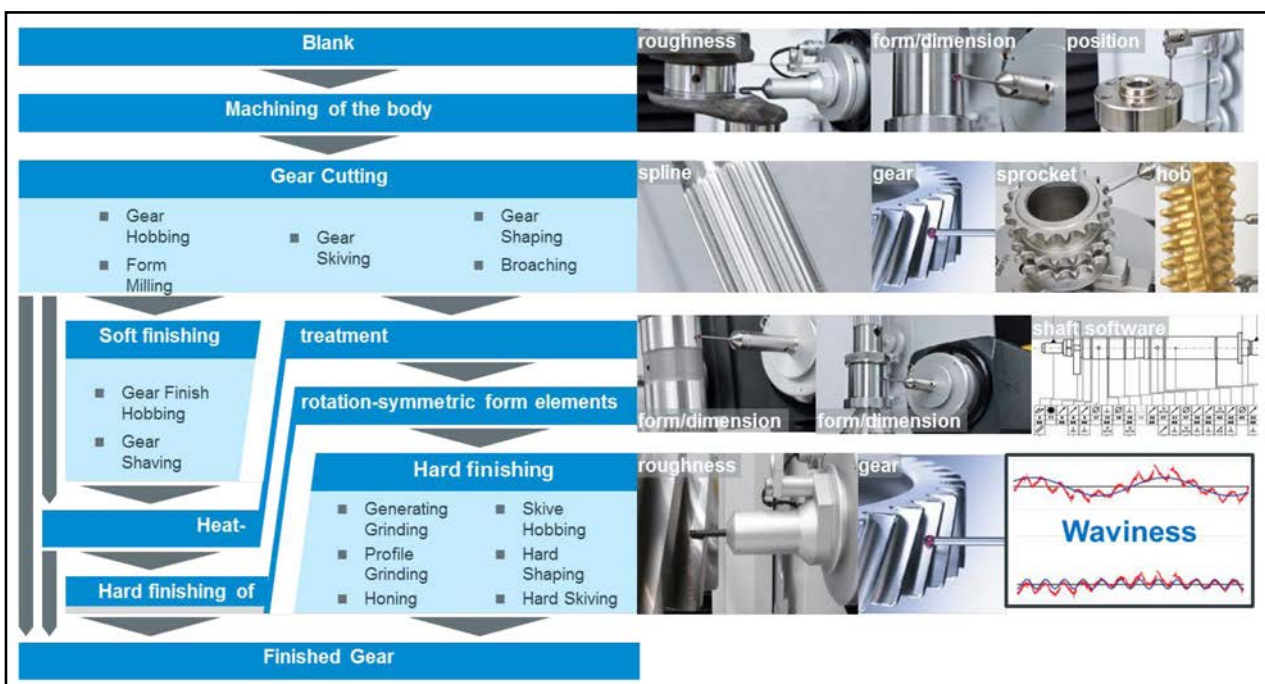 Blank
roughness
form/dimension
position
Machining of the body
Gear Cutting
spline
gear
sprocket
hob
Gear
Hobbing
Form
Milling
Gear
Skiving
Gear
Shaping
Broaching
Soft finishing
treatment
shaft software
Gear Finish
Hobbing
Gear
Shaving
rotation-symmetric form elements
form/dimension
form/dimension
Hard finishing
roughness
gear
Generating
Grinding
Profile
Grinding
Honing
Skive
Hobbing
Hard
Shaping
Hard Skiving
Waviness
Heat-
Hard finishing of
Finished Gear